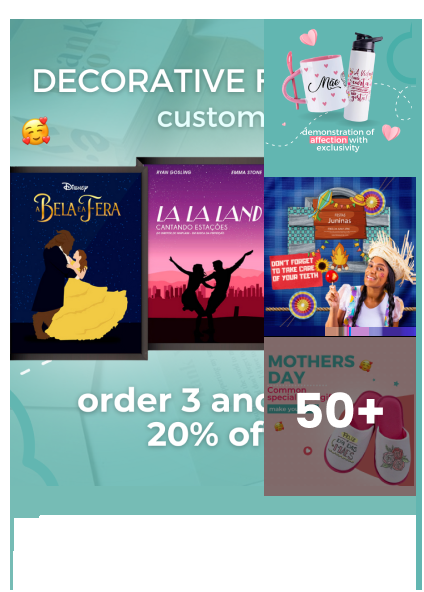 DECORATIVE F
custom
DISNEY
A BELA E A FERA
RYAN GOSLING
EMMA STONE
LA LA LAND
CANTANDO ESTAÇÕES
order 3 and
20% of
Mãe
demonstration of
affection with
exclusivity
Juninas
DON'T FORGET
TO TAKE CARE
OF YOUR TEETH
MOTHERS
DAY
Common
special
make you
50+